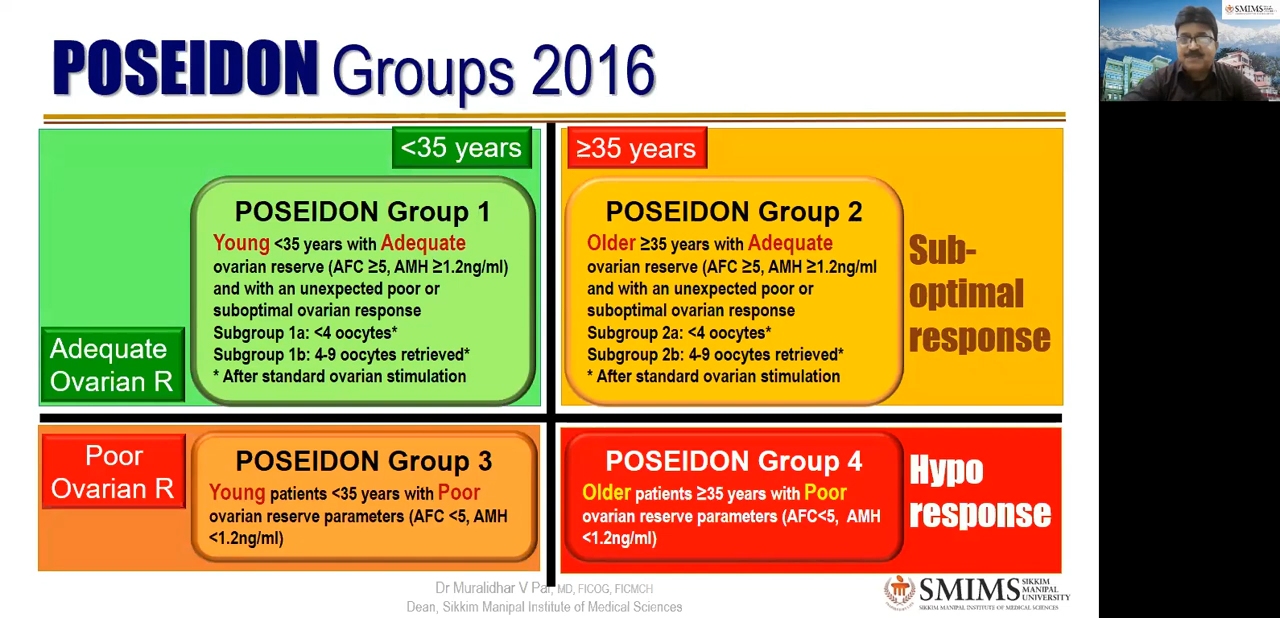 POSEIDON Groups 2016
<35 years
≥35 years
POSEIDON Group 1
Young <35 years with Adequate
ovarian reserve (AFC ≥5, AMH ≥1.2ng/ml)
and with an unexpected poor or
suboptimal ovarian response
Subgroup 1a: <4 oocytes*
Subgroup 1b: 4-9 oocytes retrieved*
* After standard ovarian stimulation
Adequate
Ovarian R
POSEIDON Group 2
Older ≥35 years with Adequate
ovarian reserve (AFC ≥5, AMH ≥1.2ng/ml
and with an unexpected poor or
suboptimal ovarian response
Subgroup 2a: <4 oocytes*
Subgroup 2b: 4-9 oocytes retrieved*
* After standard ovarian stimulation
Sub-
optimal
response
Poor
Ovarian R
POSEIDON Group 3
Young patients <35 years with Poor
ovarian reserve parameters (AFC <5, AMH
<1.2ng/ml)
POSEIDON Group 4
Older patients ≥35 years with Poor
ovarian reserve parameters (AFC<5, AMH
<1.2ng/ml)
Hypo
response
Dr Muralidhar V Pai, MD, FICOG, FICMCH
Dean, Sikkim Manipal Institute of Medical Sciences
SMIMS
SIKKIM
MANIPAL
UNIVERSITY
SIKKIM MANIPAL INSTITUTE OF MEDICAL SCIENCES
SMIMS